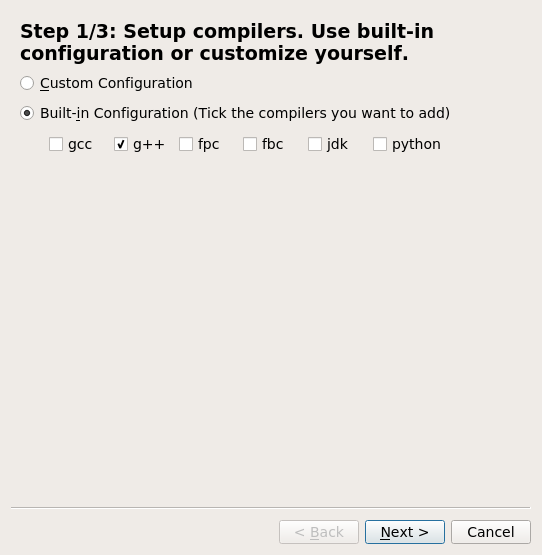 Step 1/3: Setup compilers. Use built-in
configuration or customize yourself.
Custom Configuration
Built-in Configuration (Tick the compilers you want to add)
gcc g++ fpc fbc jdk python
< Back Next > Cancel